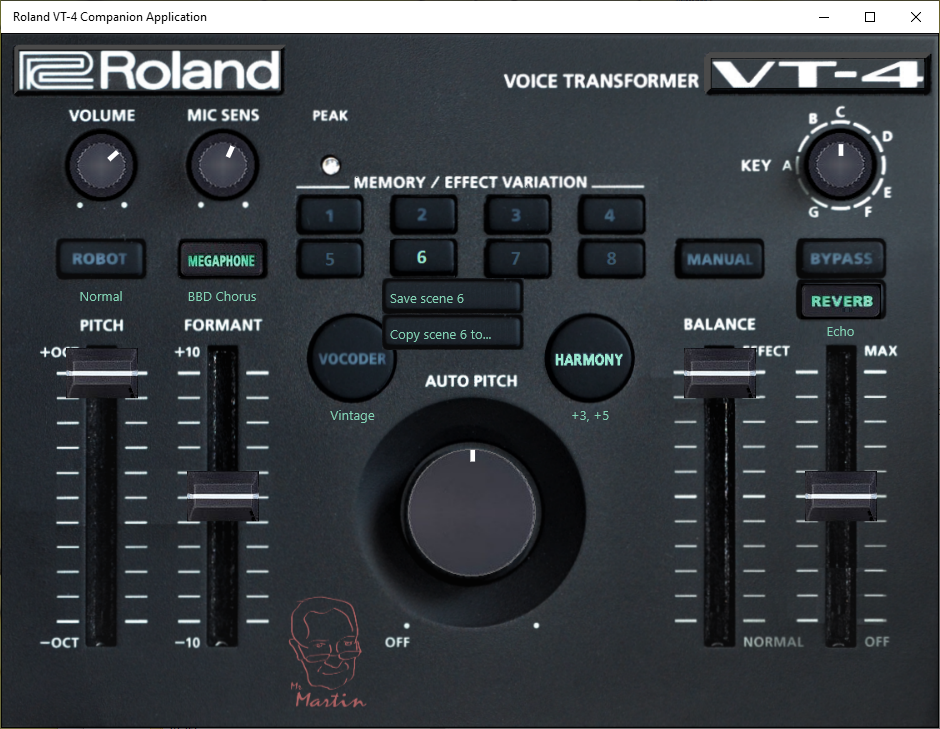 Roland VT-4 Companion Application
Roland
VOICE TRANSFORMER VT-4
VOLUME MIC SENS PEAK
KEY A B C D E F G
MEMORY / EFFECT VARIATION
1 2 3 4
ROBOT MEGAPHONE 5 6 7 8 MANUAL BYPASS
Normal BBD Chorus Save scene 6 REVERB
PITCH FORMANT Copy scene 6 to... BALANCE Echo
+10 VOCODER HARMONY MAX
AUTO PITCH
Vintage +3, +5
−OCT −10 OFF NORMAL OFF
Mr
Martin